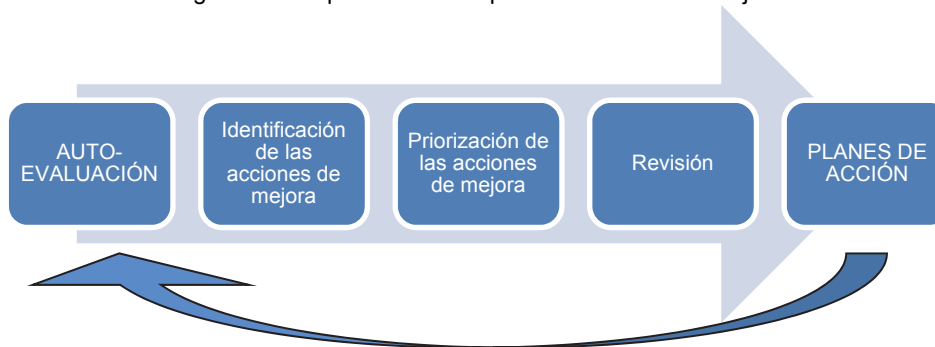 AUTO-
EVALUACIÓN
Identificación
de las
acciones de
mejora
Priorización de
las acciones
de mejora
Revisión
PLANES DE
ACCIÓN